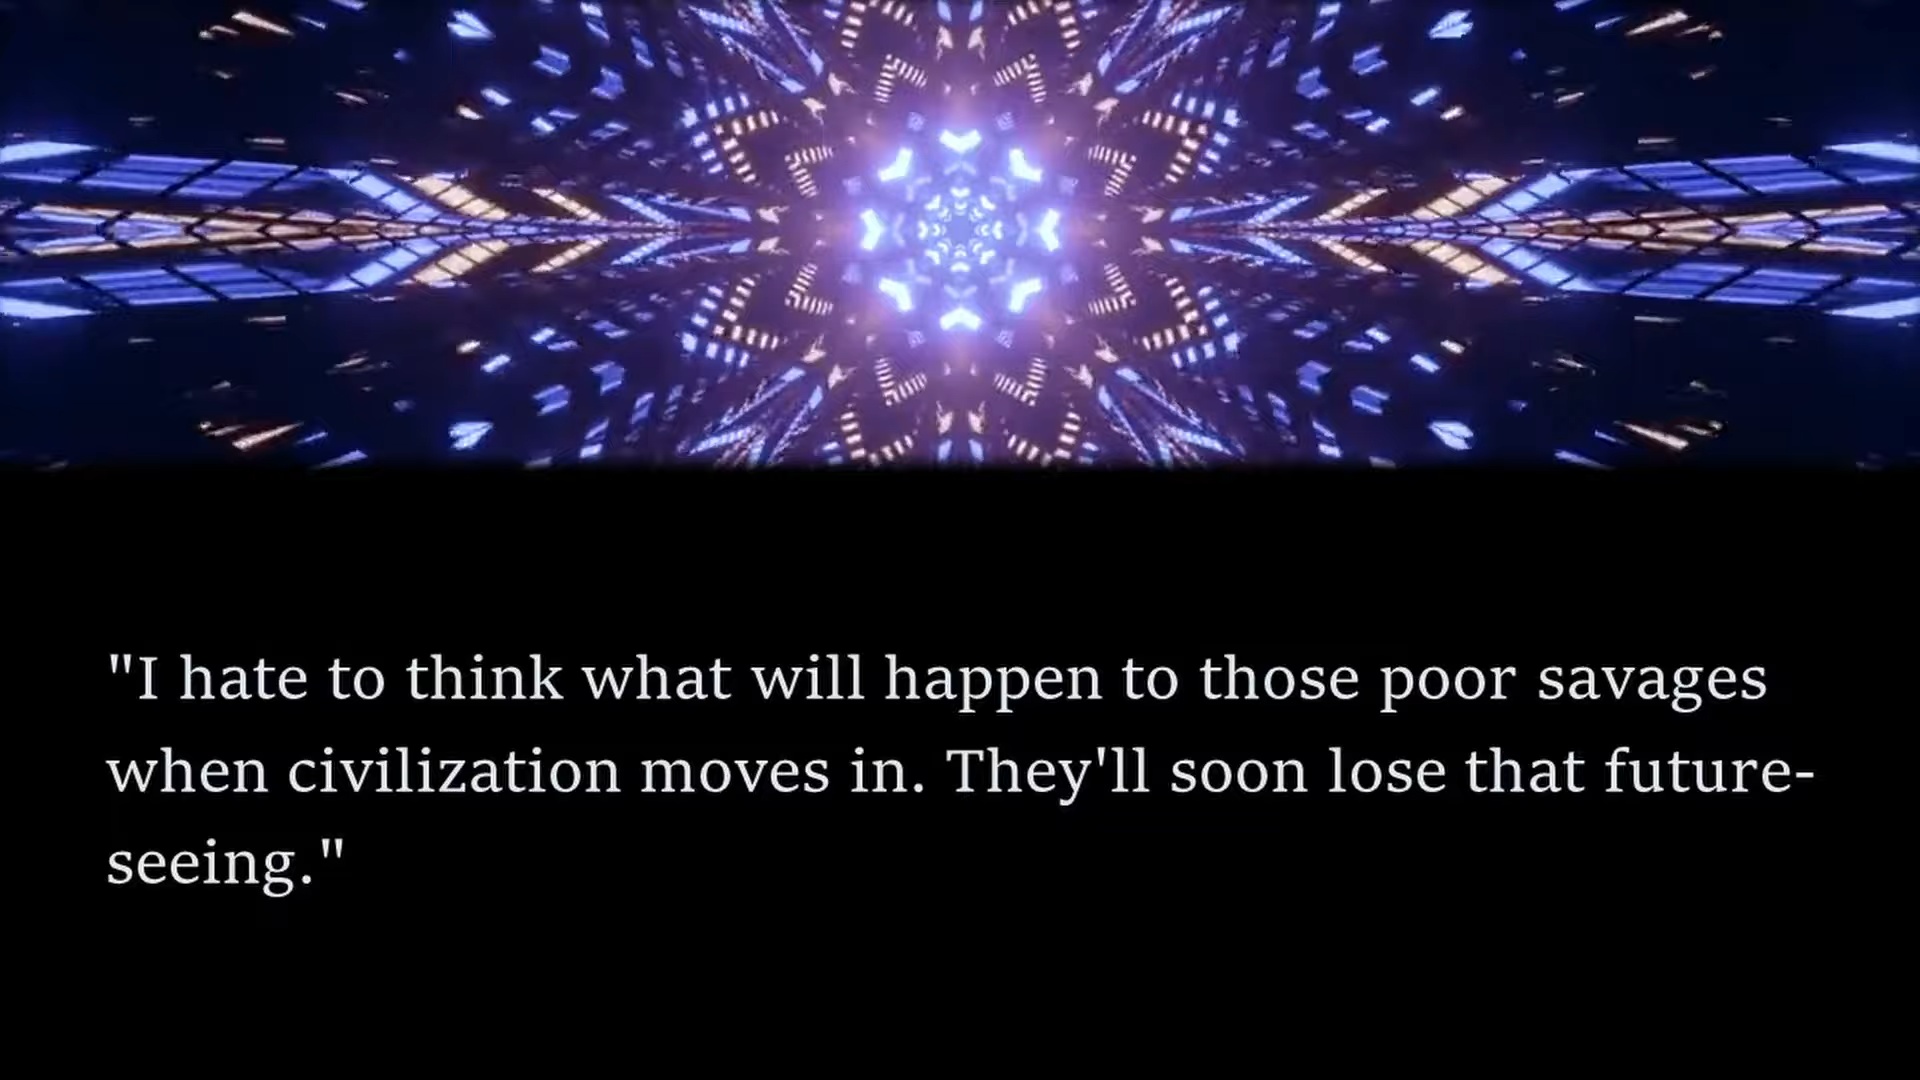 "I hate to think what will happen to those poor savages
when civilization moves in. They'll soon lose that future-
seeing."